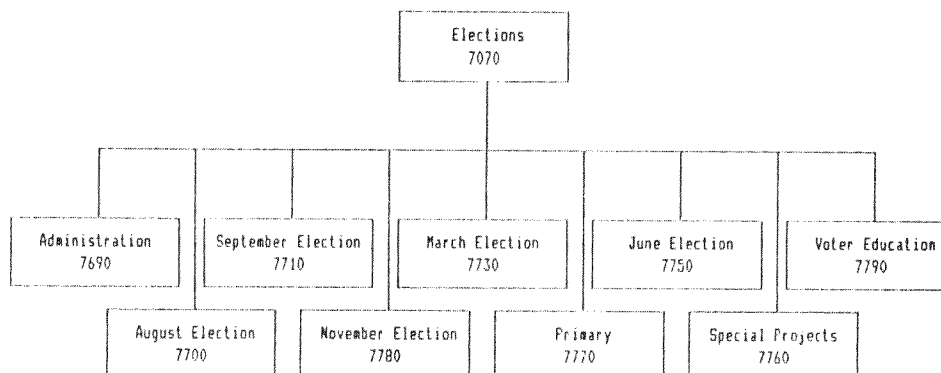 Elections
7070
Administration
7690
September Election
7710
March Election
7730
June Election
7750
Voter Education
7790
August Election
7700
November Election
7780
Primary
7770
Special Projects
7760